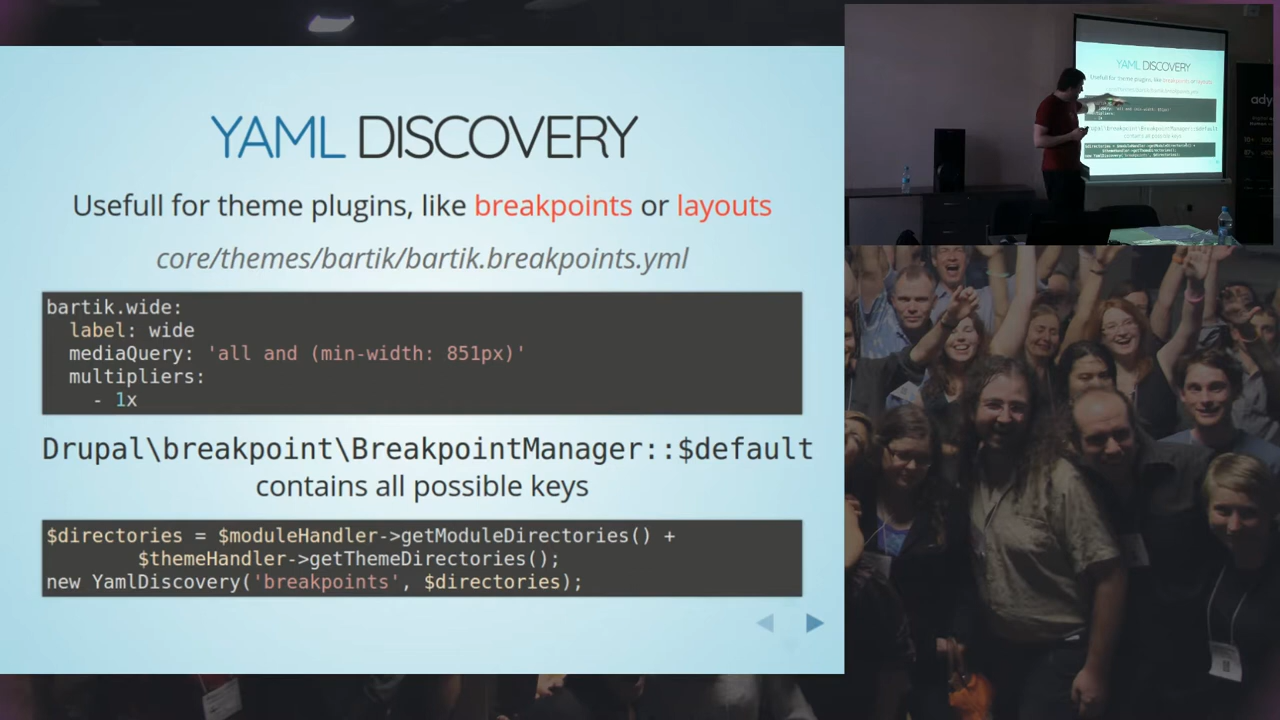 YAML DISCOVERY
Usefull for theme plugins, like breakpoints or layouts
core/themes/bartik/bartik.breakpoints.yml
bartik.wide:
  label: wide
  mediaQuery: 'all and (min-width: 851px)'
  multipliers:
    - 1x
Drupal\breakpoint\BreakpointManager::$default
contains all possible keys
$directories = $moduleHandler->getModuleDirectories() +
        $themeHandler->getThemeDirectories();
new YamlDiscovery('breakpoints', $directories);
YAML DISCOVERY
ady